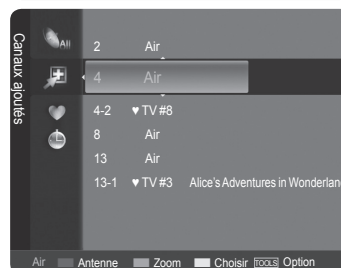 Canaux ajoutés
All
2 Air
4 Air
4-2 ♥ TV #8
8 Air
13 Air
13-1 ♥ TV #3 Alice's Adventures in Wonderlan
Air Antenne Zoom Choisir TOOLS Option